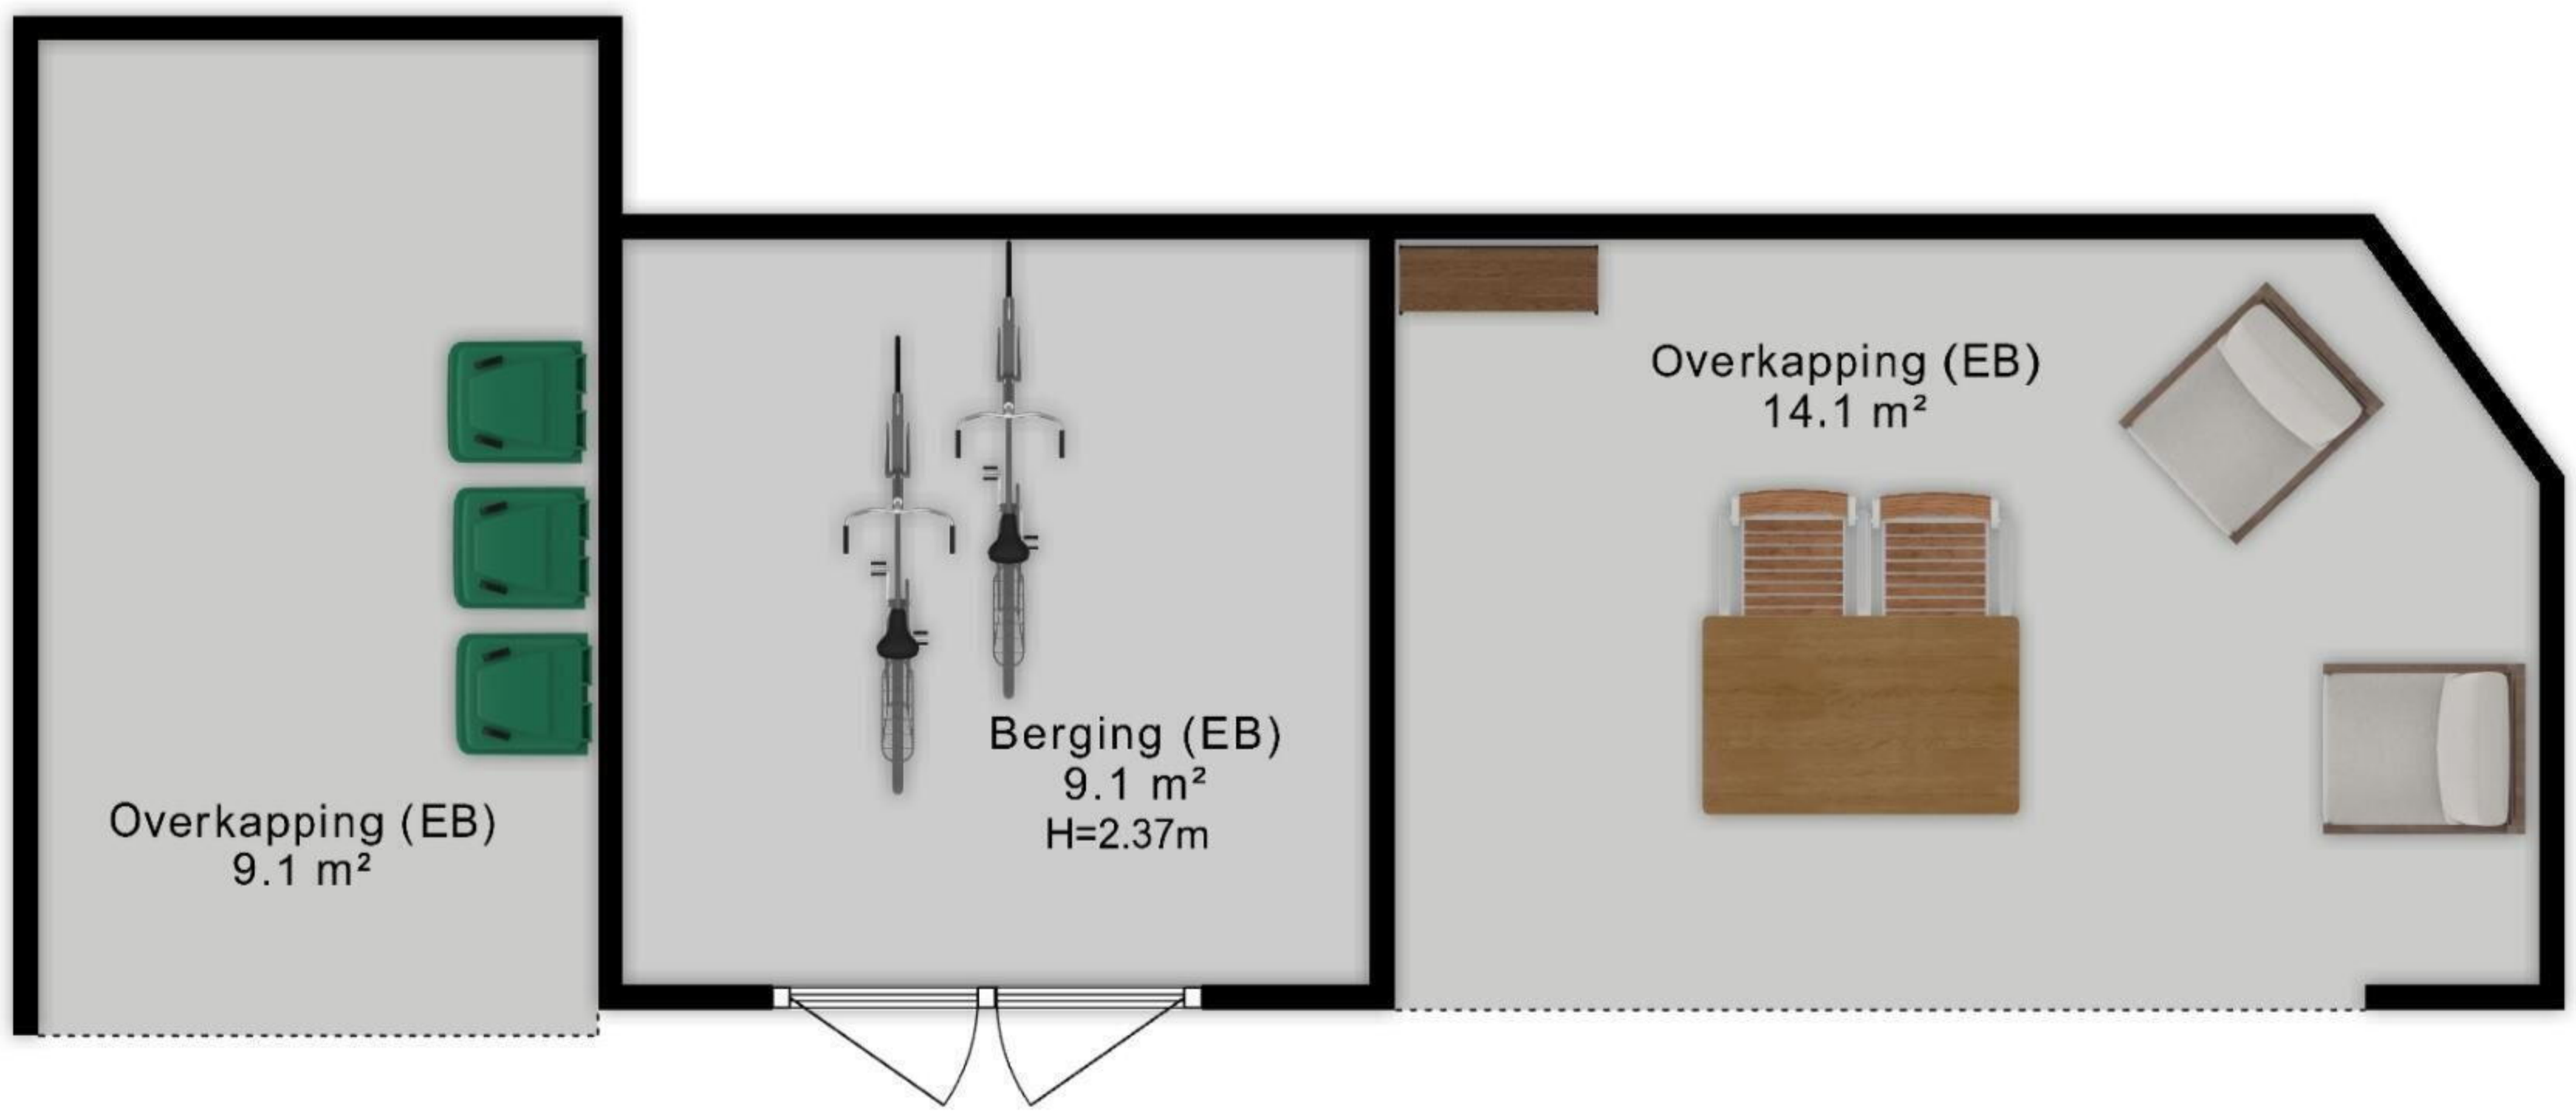 Overkapping (EB)
9.1 m²
Berging (EB)
9.1 m²
H=2.37m
Overkapping (EB)
14.1 m²